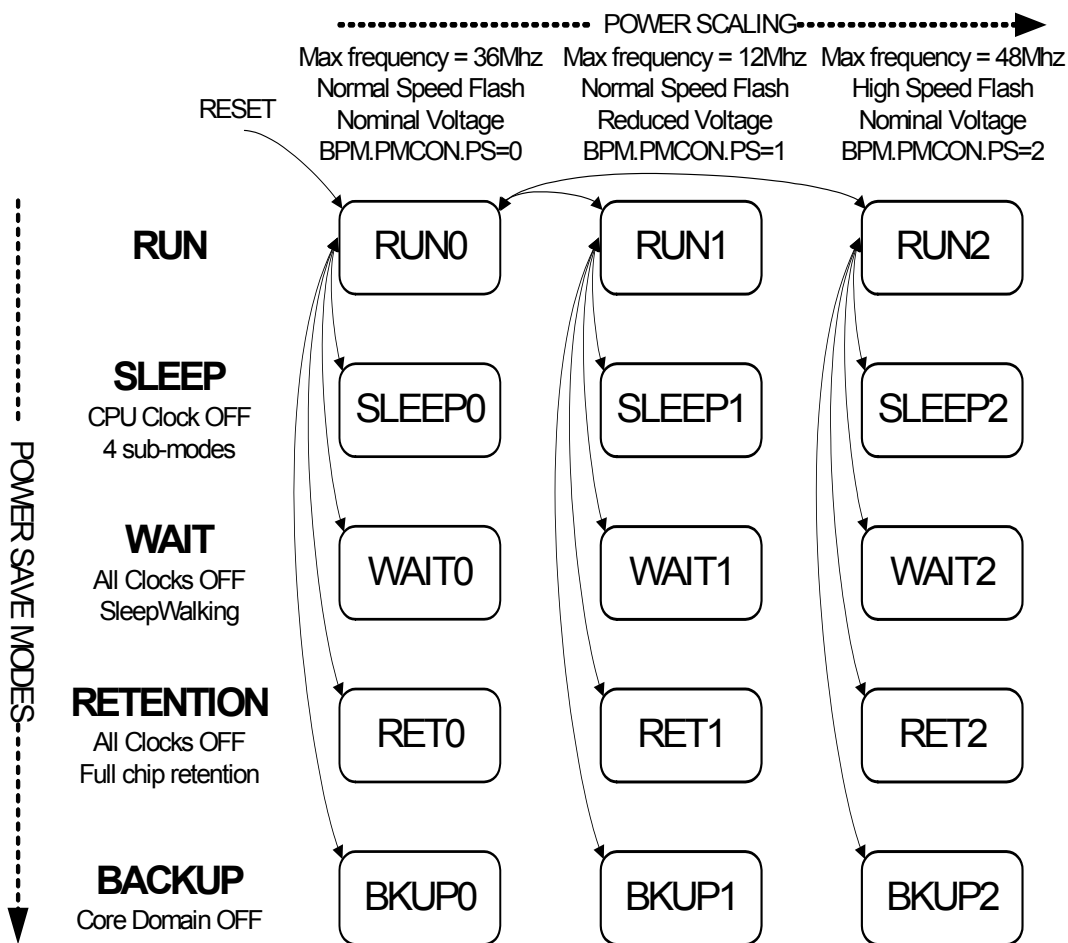 POWER SCALING
Max frequency = 36Mhz
Normal Speed Flash
Nominal Voltage
BPM.PMCON.PS=0
Max frequency = 12Mhz
Normal Speed Flash
Reduced Voltage
BPM.PMCON.PS=1
Max frequency = 48Mhz
High Speed Flash
Nominal Voltage
BPM.PMCON.PS=2
RESET
POWER SAVE MODES
RUN
RUN0
RUN1
RUN2
SLEEP
CPU Clock OFF
4 sub-modes
SLEEP0
SLEEP1
SLEEP2
WAIT
All Clocks OFF
SleepWalking
WAIT0
WAIT1
WAIT2
RETENTION
All Clocks OFF
Full chip retention
RET0
RET1
RET2
BACKUP
Core Domain OFF
BKUP0
BKUP1
BKUP2